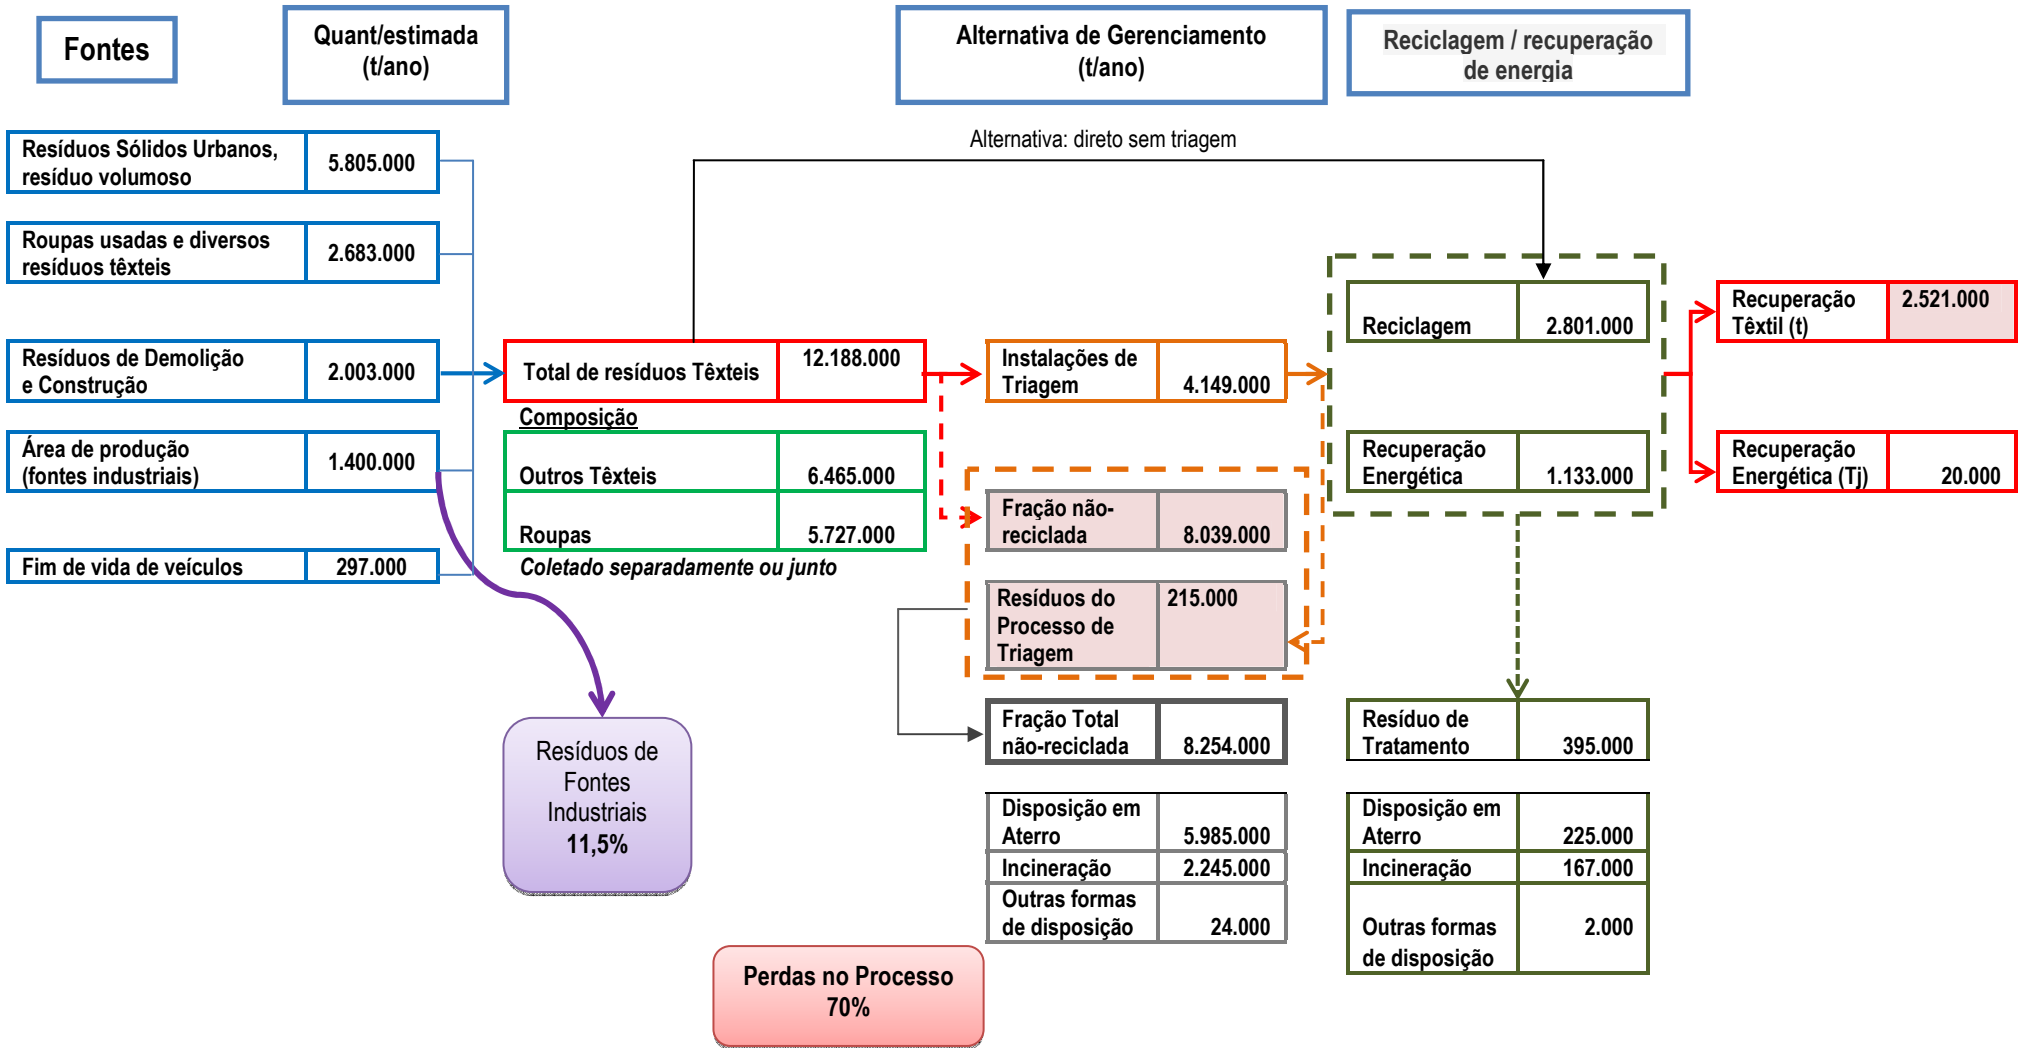 Fontes
Quant/estimada
(t/ano)
Alternativa de Gerenciamento
(t/ano)
Reciclagem / recuperação
de energia
Alternativa: direto sem triagem
Resíduos Sólidos Urbanos,
resíduo volumoso
5.805.000
Roupas usadas e diversos
resíduos têxteis
2.683.000
Resíduos de Demolição
e Construção
2.003.000
Área de produção
(fontes industriais)
1.400.000
Fim de vida de veículos
297.000
Total de resíduos Têxteis
12.188.000
Composição
Outros Têxteis
6.465.000
Roupas
5.727.000
Coletado separadamente ou junto
Resíduos de
Fontes
Industriais
11,5%
Instalações de
Triagem
4.149.000
Fração não-
reciclada
8.039.000
Resíduos do
Processo de
Triagem
215.000
Fração Total
não-reciclada
8.254.000
Disposição em
Aterro
5.985.000
Incineração
2.245.000
Outras formas
de disposição
24.000
Perdas no Processo
70%
Reciclagem
2.801.000
Recuperação
Energética
1.133.000
Resíduo de
Tratamento
395.000
Disposição em
Aterro
225.000
Incineração
167.000
Outras formas
de disposição
2.000
Recuperação
Têxtil (t)
2.521.000
Recuperação
Energética (Tj)
20.000